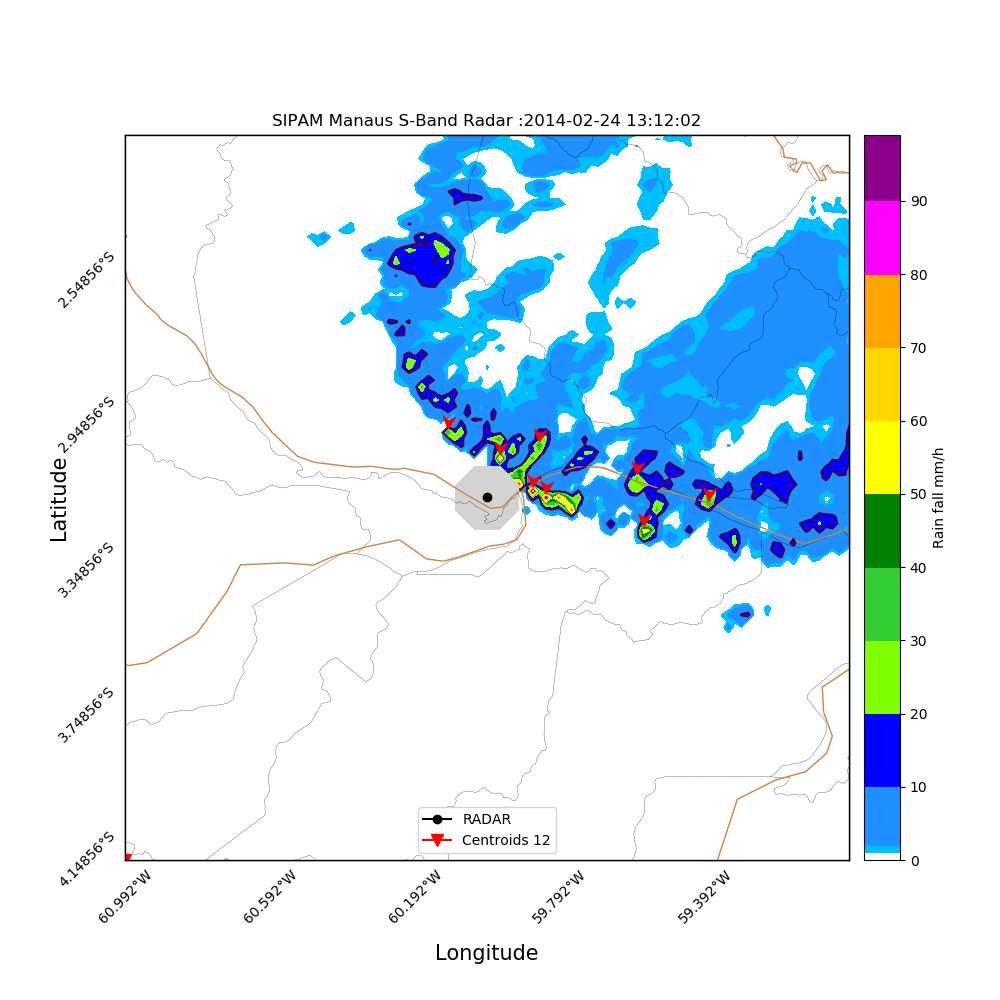 SIPAM Manaus S-Band Radar :2014-02-24 13:12:02
2.54856°S
2.94856°S
3.34856°S
3.74856°S
4.14856°S
Latitude
60.992°W
60.592°W
60.192°W
59.792°W
59.392°W
Longitude
RADAR
Centroids 12
90
80
70
60
50
40
30
20
10
0
Rain fall mm/h